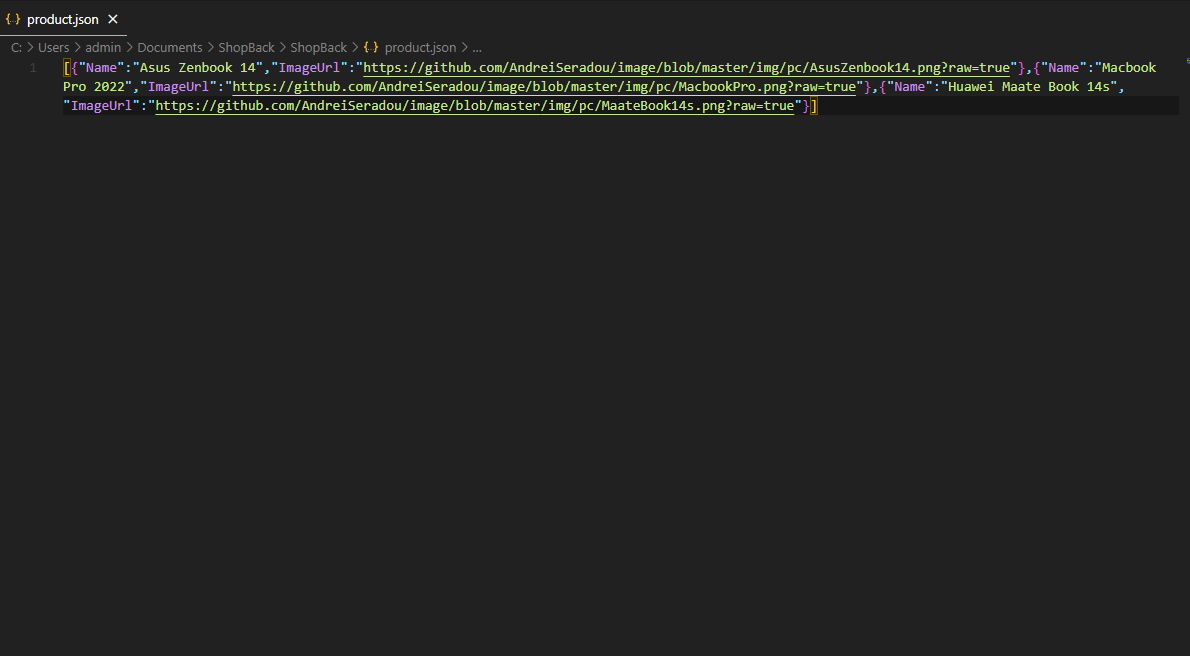 {..} product.json ×
C: > Users > admin > Documents > ShopBack > ShopBack > {..} product.json > ...
1 [{"Name":"Asus Zenbook 14","ImageUrl":"https://github.com/AndreiSeradou/image/blob/master/img/pc/AsusZenbook14.png?raw=true"},{"Name":"Macbook
Pro 2022","ImageUrl":"https://github.com/AndreiSeradou/image/blob/master/img/pc/MacbookPro.png?raw=true"},{"Name":"Huawei Maate Book 14s",
"ImageUrl":"https://github.com/AndreiSeradou/image/blob/master/img/pc/MaateBook14s.png?raw=true"}]